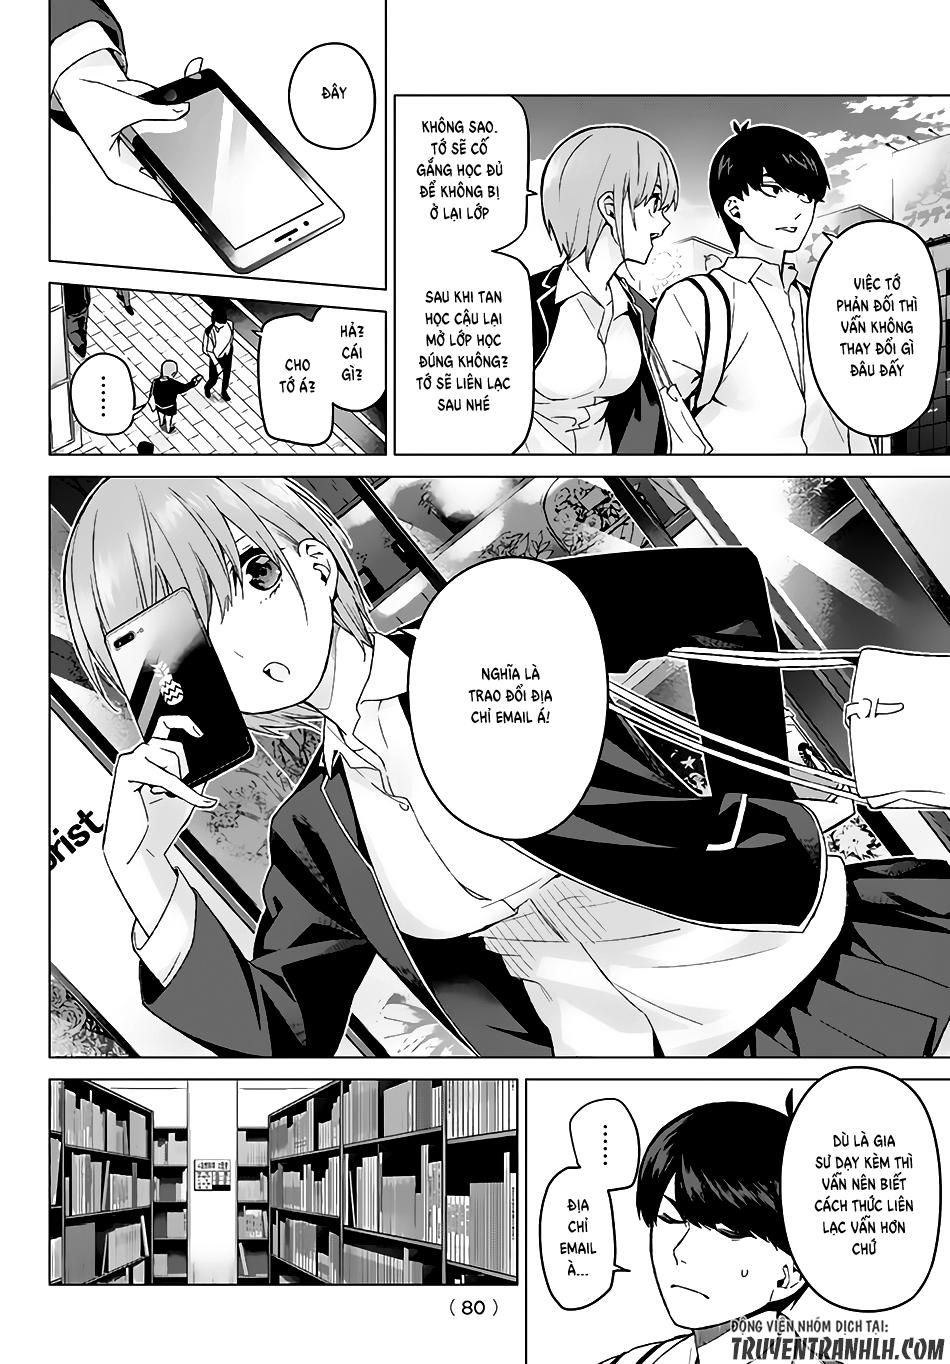 KHÔNG SAO.
TỚ SẼ CỐ
GẮNG HỌC ĐỦ
ĐỂ KHÔNG BỊ
Ở LẠI LỚP
SAU KHI TAN
HỌC CẬU LẠI
MỞ LỚP HỌC
ĐÚNG KHÔNG?
TỚ SẼ LIÊN LẠC
SAU NHÉ
VIỆC TỚ
PHẢN ĐỐI THÌ
VẪN KHÔNG
THAY ĐỔI GÌ
ĐÂU ĐẤY
ĐÂY
HẢ?
CÁI
GÌ?
CHO
TỚ Á?
......
NGHĨA LÀ
TRAO ĐỔI ĐỊA
CHỈ EMAIL Á!
orist
DÙ LÀ GIA
SƯ DẠY KÈM THÌ
VẪN NÊN BIẾT
CÁCH THỨC LIÊN
LẠC VẪN HƠN
CHỨ
......
ĐỊA
CHỈ
EMAIL
À...
( 80 )
ĐỘNG VIÊN NHÓM DỊCH TẠI:
TRUYENTRANHLH.COM